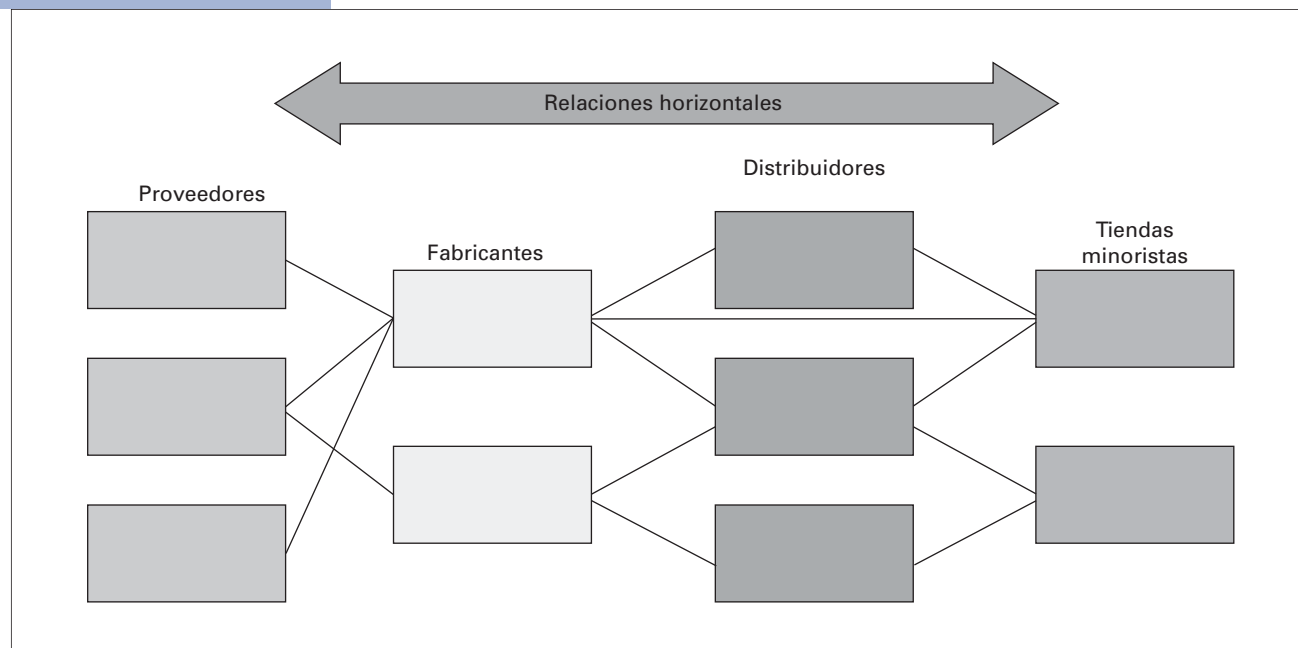 Relaciones horizontales
Distribuidores
Proveedores
Tiendas
minoristas
Fabricantes